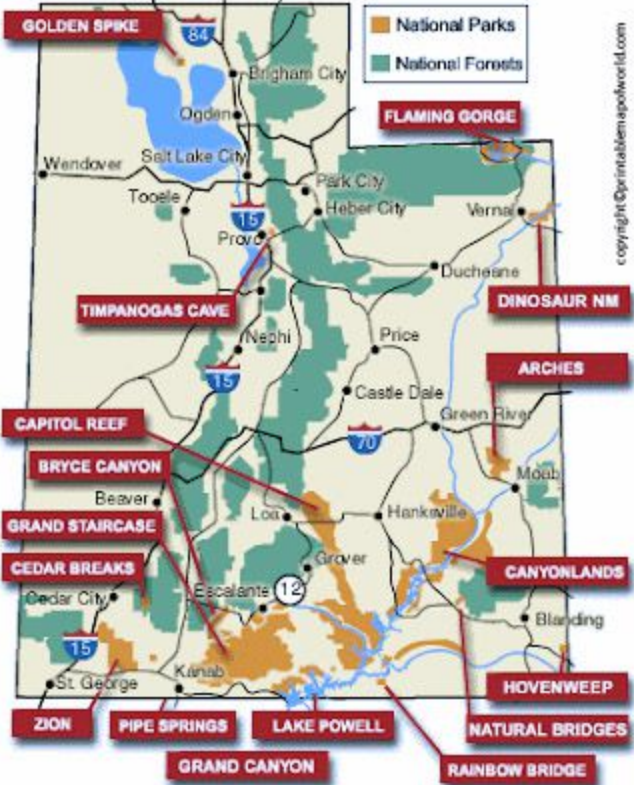 GOLDEN SPIKE
84
National Parks
National Forests
copyright©printablemapofworld.com
Brigham City
Ogden
FLAMING GORGE
Salt Lake City
Wendover
Park City
Tooele
Heber City
Vernal
15
Provo
Ducheane
TIMPANOGAS CAVE
DINOSAUR NM
Nephi
Price
15
ARCHES
Castle Dale
Green River
CAPITOL REEF
70
BRYCE CANYON
Moab
Beaver
Loa
Hanksville
GRAND STAIRCASE
Grover
CEDAR BREAKS
CANYONLANDS
Escalante
12
Cedar City
Blanding
15
Kanab
St. George
HOVENWEEP
ZION
PIPE SPRINGS
LAKE POWELL
NATURAL BRIDGES
GRAND CANYON
RAINBOW BRIDGE